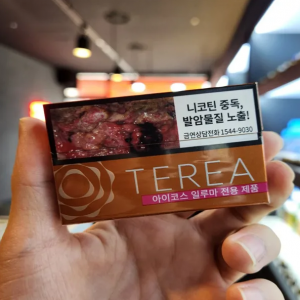 니코틴 중독,
발암물질 노출!
금연상담전화 1544-9030
TEREA
아이코스 일루마 전용 제품